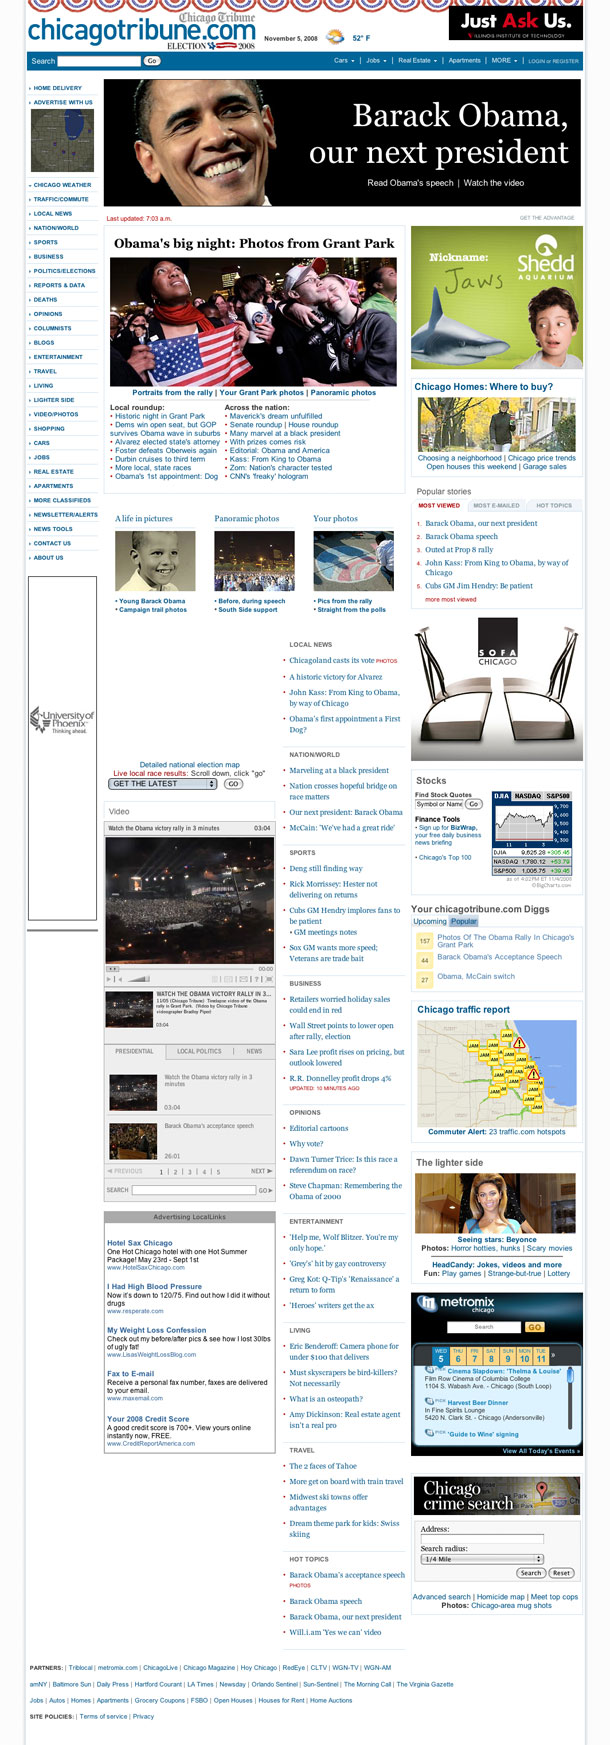 Chicago Tribune
chicagotribune.com
ELECTION 2008
November 5, 2008
52° F
Just Ask Us.
ILLINOIS INSTITUTE OF TECHNOLOGY
Search
Go
Cars | Jobs | Real Estate | Apartments | MORE | LOGIN or REGISTER
HOME DELIVERY
ADVERTISE WITH US
CHICAGO WEATHER
TRAFFIC/COMMUTE
LOCAL NEWS
NATION/WORLD
SPORTS
BUSINESS
POLITICS/ELECTIONS
REPORTS & DATA
DEATHS
OPINIONS
COLUMNISTS
BLOGS
ENTERTAINMENT
TRAVEL
LIVING
LIGHTER SIDE
VIDEO/PHOTOS
SHOPPING
CARS
JOBS
REAL ESTATE
APARTMENTS
MORE CLASSIFIEDS
NEWSLETTER/ALERTS
NEWS TOOLS
CONTACT US
ABOUT US
University of Phoenix
Thinking ahead.
Barack Obama,
our next president
Read Obama's speech | Watch the video
Last updated: 7:03 a.m.
GET THE ADVANTAGE
Obama's big night: Photos from Grant Park
Portraits from the rally | Your Grant Park photos | Panoramic photos
Local roundup:
• Historic night in Grant Park
• Dems win open seat, but GOP
survives Obama wave in suburbs
• Alvarez elected state's attorney
• Foster defeats Oberweis again
• Durbin cruises to third term
• More local, state races
• Obama's 1st appointment: Dog
Across the nation:
• Maverick's dream unfulfilled
• Senate roundup | House roundup
• Many marvel at a black president
• With prizes comes risk
• Editorial: Obama and America
• Kass: From King to Obama
• Zorn: Nation's character tested
• CNN's 'freaky' hologram
A life in pictures
• Young Barack Obama
• Campaign trail photos
Panoramic photos
• Before, during speech
• South Side support
Your photos
• Pics from the rally
• Straight from the polls
Detailed national election map
Live local race results: Scroll down, click "go"
GET THE LATEST
GO
Video
Watch the Obama victory rally in 3 minutes 03:04
00:00
WATCH THE OBAMA VICTORY RALLY IN 3...
11/05 (Chicago Tribune) Timelapse video of the Obama
rally in Grant Park. (Video by Chicago Tribune
videographer Bradley Piper)
03:04
PRESIDENTIAL | LOCAL POLITICS | NEWS
Watch the Obama victory rally in 3
minutes
03:04
Barack Obama's acceptance speech
26:01
PREVIOUS 1 | 2 | 3 | 4 | 5 NEXT
SEARCH GO
Advertising LocalLinks
Hotel Sax Chicago
One Hot Chicago hotel with one Hot Summer
Package! May 23rd - Sept 1st
www.HotelSaxChicago.com
I Had High Blood Pressure
Now it's down to 120/75. Find out how I did it without
drugs
www.resperate.com
My Weight Loss Confession
Check out my before/after pics & see how I lost 30lbs
of ugly fat!
www.LisasWeightLossBlog.com
Fax to E-mail
Receive a personal fax number, faxes are delivered
to your email.
www.maxemail.com
Your 2008 Credit Score
A good credit score is 700+. View yours online
instantly now, FREE.
www.CreditReportAmerica.com
LOCAL NEWS
• Chicagoland casts its vote PHOTOS
• A historic victory for Alvarez
• John Kass: From King to Obama,
by way of Chicago
• Obama's first appointment a First
Dog?
NATION/WORLD
• Marveling at a black president
• Nation crosses hopeful bridge on
race matters
• Our next president: Barack Obama
• McCain: 'We've had a great ride'
SPORTS
• Deng still finding way
• Rick Morrissey: Hester not
delivering on returns
• Cubs GM Hendry implores fans to
be patient
• GM meetings notes
• Sox GM wants more speed;
Veterans are trade bait
BUSINESS
• Retailers worried holiday sales
could end in red
• Wall Street points to lower open
after rally, election
• Sara Lee profit rises on pricing, but
outlook lowered
• R.R. Donnelley profit drops 4%
UPDATED: 10 MINUTES AGO
OPINIONS
• Editorial cartoons
• Why vote?
• Dawn Turner Trice: Is this race a
referendum on race?
• Steve Chapman: Remembering the
Obama of 2000
ENTERTAINMENT
• 'Help me, Wolf Blitzer. You're my
only hope.'
• 'Grey's' hit by gay controversy
• Greg Kot: Q-Tip's 'Renaissance' a
return to form
• 'Heroes' writers get the ax
LIVING
• Eric Benderoff: Camera phone for
under $100 that delivers
• Must skyscrapers be bird-killers?
Not necessarily
• What is an osteopath?
• Amy Dickinson: Real estate agent
isn't a real pro
TRAVEL
• The 2 faces of Tahoe
• More get on board with train travel
• Midwest ski towns offer
advantages
• Dream theme park for kids: Swiss
skiing
HOT TOPICS
• Barack Obama's acceptance speech
PHOTOS
• Barack Obama speech
• Barack Obama, our next president
• Will.i.am 'Yes we can' video
Nickname:
Jaws
Shedd
AQUARIUM
Chicago Homes: Where to buy?
Choosing a neighborhood | Chicago price trends
Open houses this weekend | Garage sales
Popular stories
MOST VIEWED MOST E-MAILED HOT TOPICS
1. Barack Obama, our next president
2. Barack Obama speech
3. Outed at Prop 8 rally
4. John Kass: From King to Obama, by way of
Chicago
5. Cubs GM Jim Hendry: Be patient
more most viewed
SOFA
CHICAGO
Stocks
Find Stock Quotes
Symbol or Name Go
Finance Tools
• Sign up for BizWrap,
your free daily business
news briefing
• Chicago's Top 100
DJIA NASDAQ S&P500
9,700
9,600
9,500
9,400
9,300
11 1 3
DJIA 9,625.28 +305.45
NASDAQ 1,780.12 +53.79
S&P500 1,005.75 +39.45
as of 4:02PM ET 11/4/2008
©BigCharts.com
Your chicagotribune.com Diggs
Upcoming Popular
157 Photos Of The Obama Rally In Chicago's
Grant Park
44 Barack Obama's Acceptance Speech
27 Obama, McCain switch
Chicago traffic report
JAM
Commuter Alert: 23 traffic.com hotspots
The lighter side
Seeing stars: Beyonce
Photos: Horror hotties, hunks | Scary movies
HeadCandy: Jokes, videos and more
Fun: Play games | Strange-but-true | Lottery
metromix
chicago
Search GO
WED THU FRI SAT SUN MON TUE
5 6 7 8 9 10 11 »
PICK Cinema Slapdown: 'Thelma & Louise'
Film Row Cinema of Columbia College
1104 S. Wabash Ave. - Chicago (South Loop)
PICK Harvest Beer Dinner
In Fine Spirits Lounge
5420 N. Clark St. - Chicago (Andersonville)
PICK 'Guide to Wine' signing
View All Today's Events »
Chicago
crime search
Address:
Search radius:
1/4 Mile
Search Reset
Advanced search | Homicide map | Meet top cops
Photos: Chicago-area mug shots
PARTNERS: | Triblocal | metromix.com | ChicagoLive | Chicago Magazine | Hoy Chicago | RedEye | CLTV | WGN-TV | WGN-AM
amNY | Baltimore Sun | Daily Press | Hartford Courant | LA Times | Newsday | Orlando Sentinel | Sun-Sentinel | The Morning Call | The Virginia Gazette
Jobs | Autos | Homes | Apartments | Grocery Coupons | FSBO | Open Houses | Houses for Rent | Home Auctions
SITE POLICIES: | Terms of service | Privacy